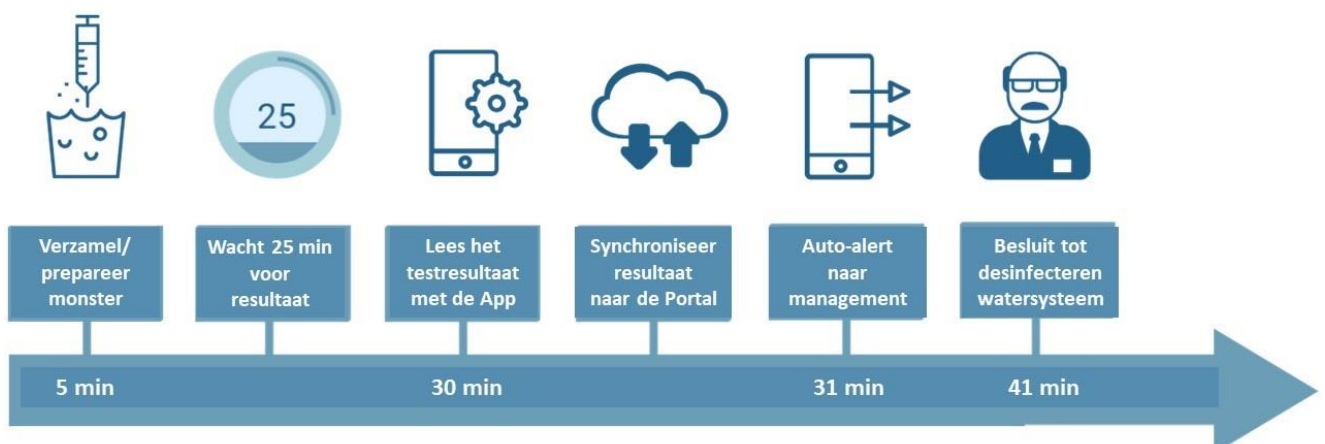 25
Verzamel/
prepareer
monster
Wacht 25 min
voor
resultaat
Lees het
testresultaat
met de App
Synchroniseer
resultaat
naar de Portal
Auto-alert
naar
management
Besluit tot
desinfecteren
watersysteem
5 min
30 min
31 min
41 min